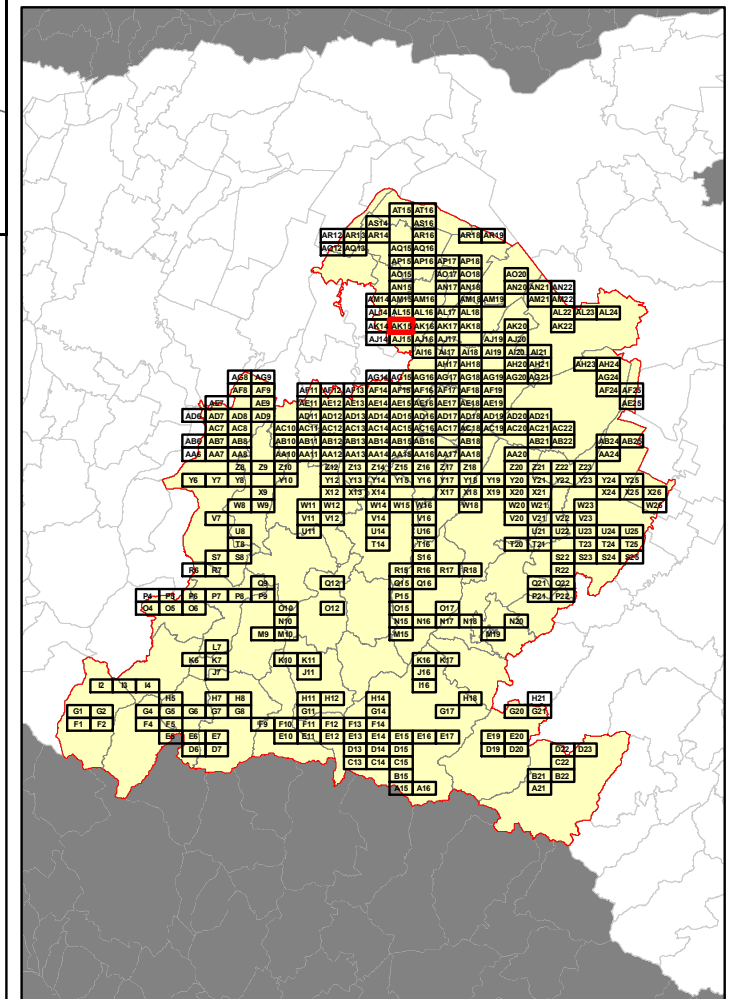 AT15 AT16
AS14 AS16
AR12 AR13 AR14 AR16 AR18 AR19
AQ12 AQ13 AQ15 AQ16
AP15 AP16 AP17 AP18
AO15 AO17 AO18 AO20
AN15 AN17 AN18 AN20 AN21 AN22
AM14 AM15 AM16 AM18 AM19 AM21 AM22
AL14 AL15 AL16 AL17 AL18 AL22 AL23 AL24
AK14 AK15 AK16 AK17 AK18 AK20 AK22
AJ14 AJ15 AJ16 AJ17 AJ19 AJ20
AI16 AI17 AI18 AI19 AI20 AI21
AH17 AH18 AH20 AH21 AH23 AH24
AG8 AG9 AG14 AG15 AG16 AG17 AG18 AG19 AG20 AG21 AG24
AF8 AF9 AF11 AF12 AF13 AF14 AF15 AF16 AF17 AF18 AF19 AF24 AF25
AE7 AE9 AE11 AE12 AE13 AE14 AE15 AE16 AE17 AE18 AE19 AE25
AD6 AD7 AD8 AD9 AD11 AD12 AD13 AD14 AD15 AD16 AD17 AD18 AD19 AD20 AD21
AC7 AC8 AC10 AC11 AC12 AC13 AC14 AC15 AC16 AC17 AC18 AC19 AC20 AC21 AC22
AB6 AB7 AB8 AB10 AB11 AB12 AB13 AB14 AB15 AB16 AB18 AB21 AB22 AB24 AB25
AA6 AA7 AA8 AA10 AA11 AA12 AA13 AA14 AA15 AA16 AA17 AA18 AA20 AA24
Z8 Z9 Z10 Z12 Z13 Z14 Z15 Z16 Z17 Z18 Z20 Z21 Z22 Z23
Y6 Y7 Y8 Y10 Y12 Y13 Y14 Y15 Y16 Y17 Y18 Y19 Y20 Y21 Y22 Y23 Y24 Y25
X9 X12 X13 X14 X17 X18 X19 X20 X21 X24 X25 X26
W8 W9 W11 W12 W14 W15 W16 W18 W20 W21 W23 W26
V7 V11 V12 V14 V16 V20 V21 V22 V23
U8 U11 U14 U16 U21 U22 U23 U24 U25
T8 T14 T16 T20 T21 T23 T24 T25
S7 S8 S16 S22 S23 S24 S25
R6 R7 R15 R16 R17 R18 R22
Q9 Q12 Q15 Q16 Q21 Q22
P4 P5 P6 P7 P8 P9 P15 P21 P22
O4 O5 O6 O10 O12 O15 O17
N10 N15 N16 N17 N18 N20
M9 M10 M15 M19
L7
K6 K7 K10 K11 K16 K17
J7 J11 J16
I2 I3 I4 I16
H5 H7 H8 H11 H12 H14 H18 H21
G1 G2 G4 G5 G6 G7 G8 G11 G14 G17 G20 G21
F1 F2 F4 F5 F9 F10 F11 F12 F13 F14
E5 E6 E7 E10 E11 E12 E13 E14 E15 E16 E17 E19 E20
D6 D7 D13 D14 D15 D19 D20 D22 D23
C13 C14 C15 C22
B15 B21 B22
A15 A16 A21